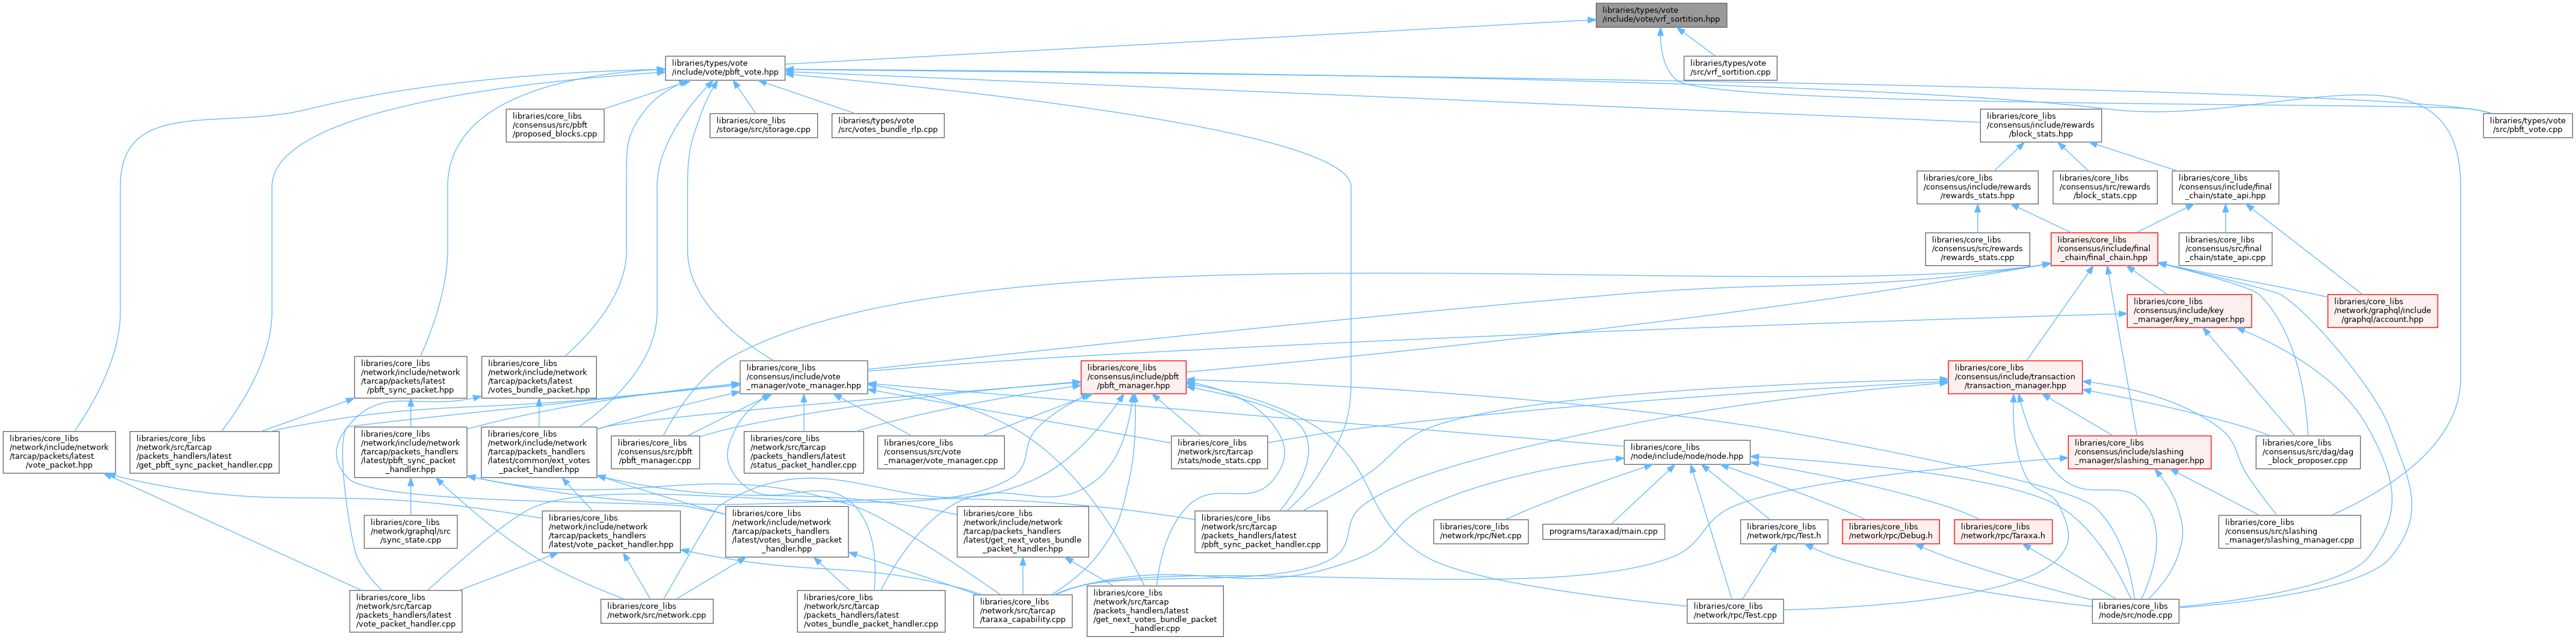 libraries/types/vote
/include/vote/vrf_sortition.hpp
libraries/types/vote
/include/vote/pbft_vote.hpp
libraries/types/vote
/src/vrf_sortition.cpp
libraries/core_libs
/consensus/src/pbft
/proposed_blocks.cpp
libraries/core_libs
/storage/src/storage.cpp
libraries/types/vote
/src/votes_bundle_rlp.cpp
libraries/core_libs
/consensus/include/rewards
/block_stats.hpp
libraries/types/vote
/src/pbft_vote.cpp
libraries/core_libs
/consensus/include/rewards
/rewards_stats.hpp
libraries/core_libs
/consensus/src/rewards
/block_stats.cpp
libraries/core_libs
/consensus/include/final
_chain/state_api.hpp
libraries/core_libs
/consensus/src/rewards
/rewards_stats.cpp
libraries/core_libs
/consensus/include/final
_chain/final_chain.hpp
libraries/core_libs
/consensus/src/final
_chain/state_api.cpp
libraries/core_libs
/consensus/include/key
_manager/key_manager.hpp
libraries/core_libs
/network/graphql/include
/graphql/account.hpp
libraries/core_libs
/network/include/network
/tarcap/packets/latest
/pbft_sync_packet.hpp
libraries/core_libs
/network/include/network
/tarcap/packets/latest
/votes_bundle_packet.hpp
libraries/core_libs
/consensus/include/vote
_manager/vote_manager.hpp
libraries/core_libs
/consensus/include/pbft
/pbft_manager.hpp
libraries/core_libs
/consensus/include/transaction
/transaction_manager.hpp
libraries/core_libs
/network/include/network
/tarcap/packets/latest
/vote_packet.hpp
libraries/core_libs
/network/src/tarcap
/packets_handlers/latest
/get_pbft_sync_packet_handler.cpp
libraries/core_libs
/network/include/network
/tarcap/packets_handlers
/latest/pbft_sync_packet
_handler.hpp
libraries/core_libs
/network/include/network
/tarcap/packets_handlers
/latest/common/ext_votes
_packet_handler.hpp
libraries/core_libs
/consensus/src/pbft
/pbft_manager.cpp
libraries/core_libs
/network/src/tarcap
/packets_handlers/latest
/status_packet_handler.cpp
libraries/core_libs
/consensus/src/vote
_manager/vote_manager.cpp
libraries/core_libs
/network/src/tarcap
/stats/node_stats.cpp
libraries/core_libs
/node/include/node/node.hpp
libraries/core_libs
/consensus/include/slashing
_manager/slashing_manager.hpp
libraries/core_libs
/consensus/src/dag/dag
_block_proposer.cpp
libraries/core_libs
/network/graphql/src
/sync_state.cpp
libraries/core_libs
/network/include/network
/tarcap/packets_handlers
/latest/vote_packet_handler.hpp
libraries/core_libs
/network/include/network
/tarcap/packets_handlers
/latest/votes_bundle_packet
_handler.hpp
libraries/core_libs
/network/include/network
/tarcap/packets_handlers
/latest/get_next_votes_bundle
_packet_handler.hpp
libraries/core_libs
/network/src/tarcap
/packets_handlers/latest
/pbft_sync_packet_handler.cpp
libraries/core_libs
/network/rpc/Net.cpp
programs/taraxad/main.cpp
libraries/core_libs
/network/rpc/Test.h
libraries/core_libs
/network/rpc/Debug.h
libraries/core_libs
/network/rpc/Taraxa.h
libraries/core_libs
/consensus/src/slashing
_manager/slashing_manager.cpp
libraries/core_libs
/network/src/tarcap
/packets_handlers/latest
/vote_packet_handler.cpp
libraries/core_libs
/network/src/network.cpp
libraries/core_libs
/network/src/tarcap
/packets_handlers/latest
/votes_bundle_packet_handler.cpp
libraries/core_libs
/network/src/tarcap
/taraxa_capability.cpp
libraries/core_libs
/network/src/tarcap
/packets_handlers/latest
/get_next_votes_bundle_packet
_handler.cpp
libraries/core_libs
/network/rpc/Test.cpp
libraries/core_libs
/node/src/node.cpp